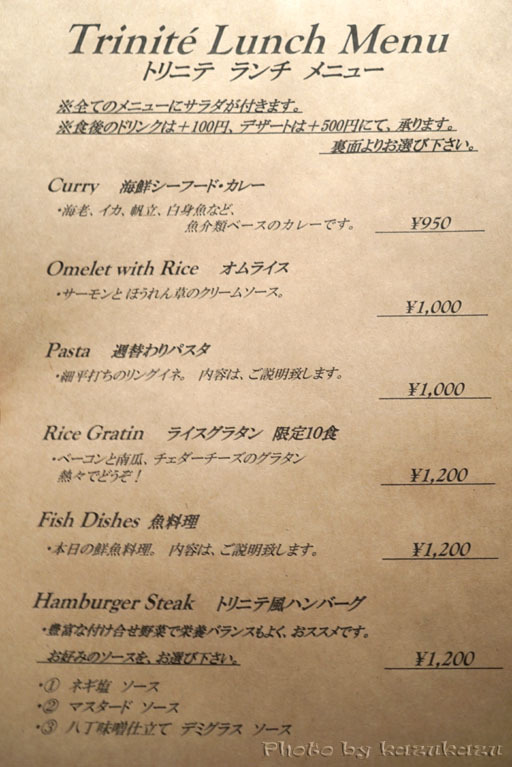 Trinité Lunch Menu
トリニテ ランチ メニュー
※全てのメニューにサラダが付きます。
※食後のドリンクは＋100円、デザートは＋500円にて、承ります。
裏面よりお選び下さい。
Curry 海鮮シーフード・カレー
・海老、イカ、帆立、白身魚など、
魚介類ベースのカレーです。 ¥950
Omelet with Rice オムライス
・サーモンと ほうれん草のクリームソース。
¥1,000
Pasta 週替わりパスタ
・細平打ちのリングイネ。 内容は、ご説明致します。
¥1,000
Rice Gratin ライスグラタン 限定10食
・ベーコンと南瓜、チェダーチーズのグラタン
熱々でどうぞ！ ¥1,200
Fish Dishes 魚料理
・本日の鮮魚料理。 内容は、ご説明致します。 ¥1,200
Hamburger Steak トリニテ風ハンバーグ
・豊富な付け合せ野菜で栄養バランスもよく、おススメです。
お好みのソースを、お選び下さい。 ¥1,200
・① ネギ塩 ソース
・② マスタード ソース
・③ 八丁味噌仕立て デミグラス ソース
Photo by kazukazu